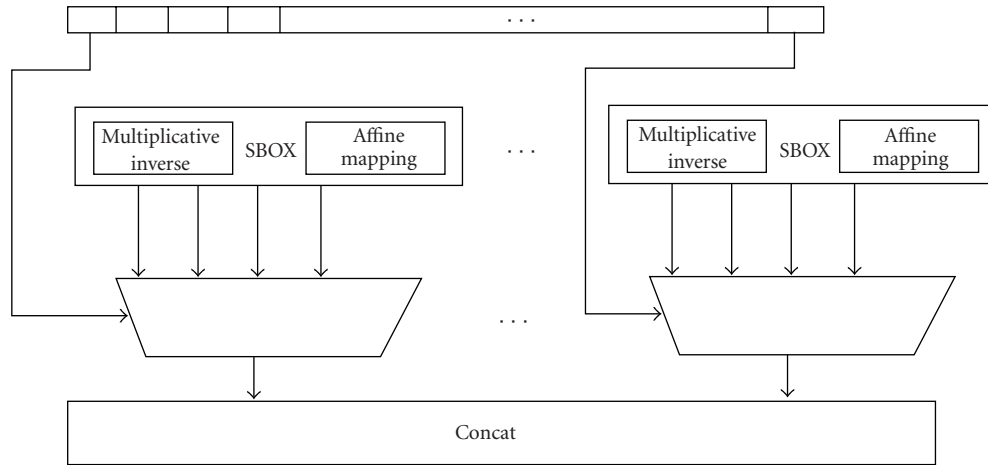 ...
Multiplicative
inverse
SBOX
Affine
mapping
...
Multiplicative
inverse
SBOX
Affine
mapping
...
Concat